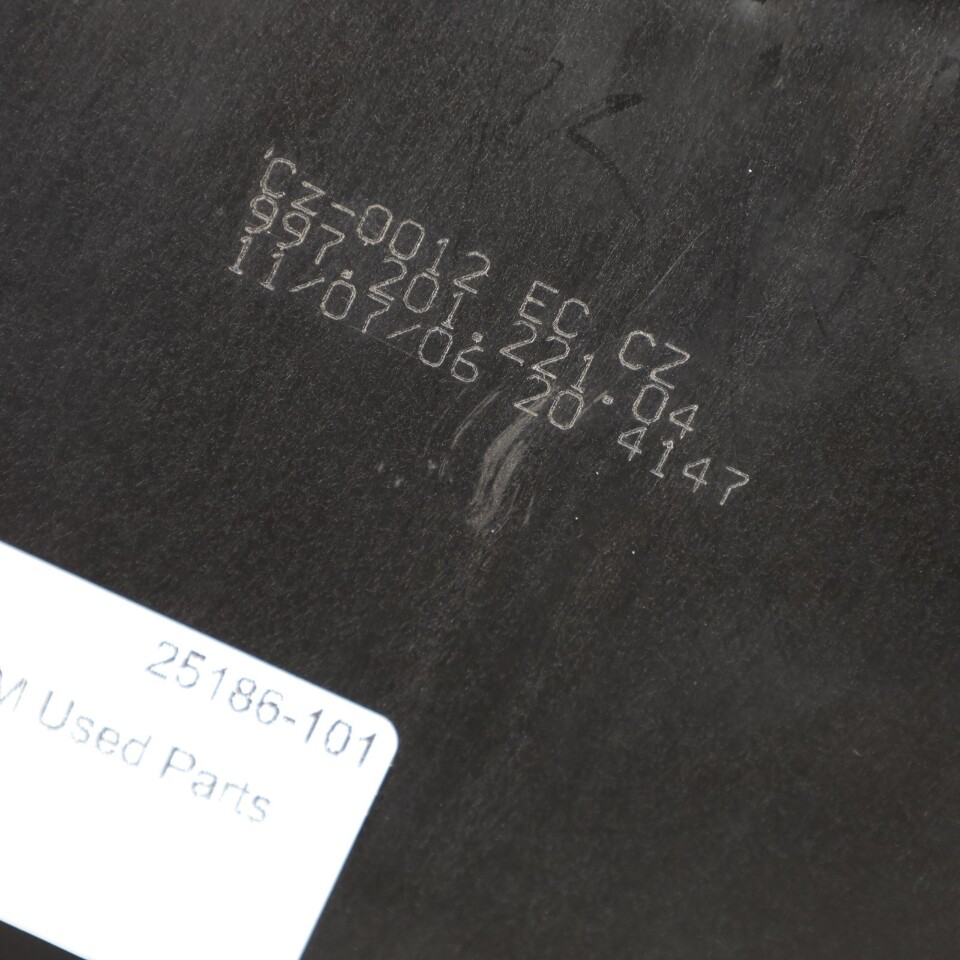 CZ-0012 EC CZ
997.201.221.04
11/07/06 20 4147
25186-101
Used Parts